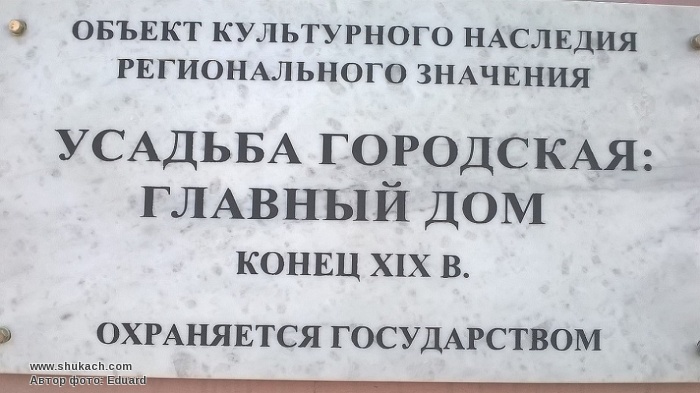 ОБЪЕКТ КУЛЬТУРНОГО НАСЛЕДИЯ
РЕГИОНАЛЬНОГО ЗНАЧЕНИЯ
УСАДЬБА ГОРОДСКАЯ:
ГЛАВНЫЙ ДОМ
КОНЕЦ XIX В.
ОХРАНЯЕТСЯ ГОСУДАРСТВОМ
www.shukach.com
Автор фото: Eduard